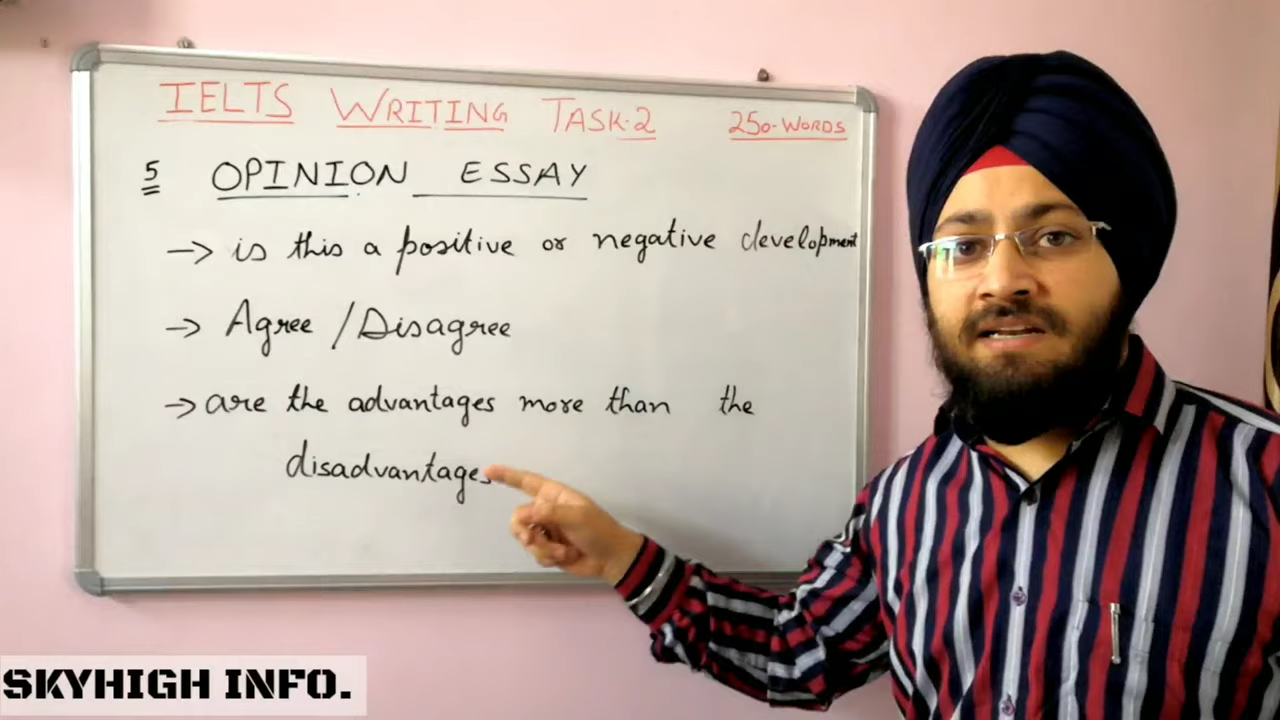 IELTS WRITING TASK-2 250-WORDS
5 OPINION ESSAY
→ is this a positive or negative development
→ Agree / Disagree
→ are the advantages more than the
disadvantages
SKYHIGH INFO.